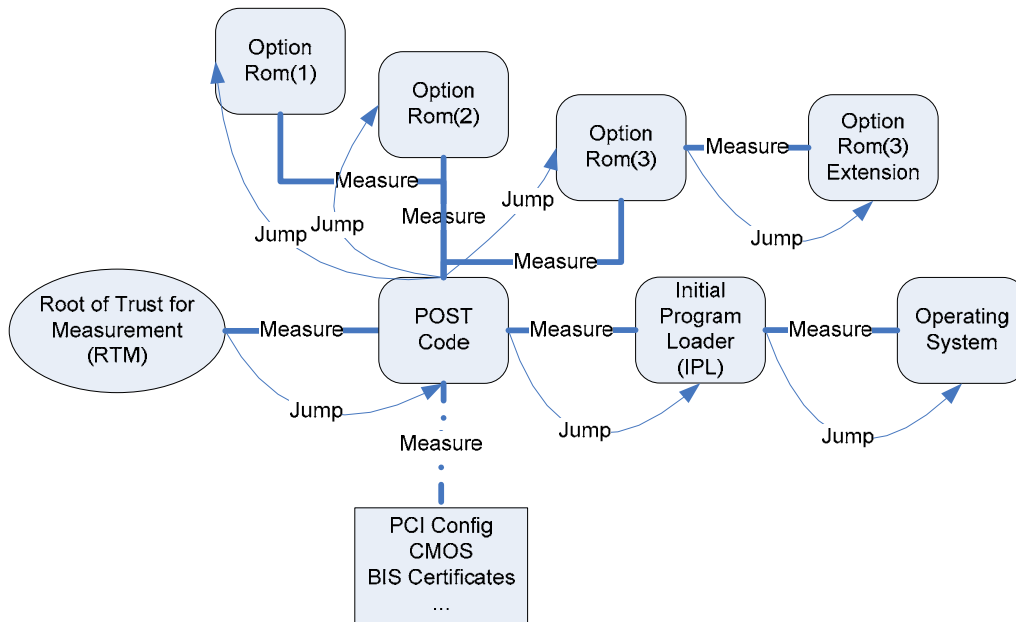 Option
Rom(1)
Option
Rom(2)
Option
Rom(3)
Measure
Option
Rom(3)
Extension
Measure
Measure
Jump
Jump
Jump
Jump
Measure
Root of Trust for
Measurement
(RTM)
Measure
POST
Code
Measure
Initial
Program
Loader
(IPL)
Measure
Operating
System
Jump
Jump
Jump
Measure
PCI Config
CMOS
BIS Certificates
...